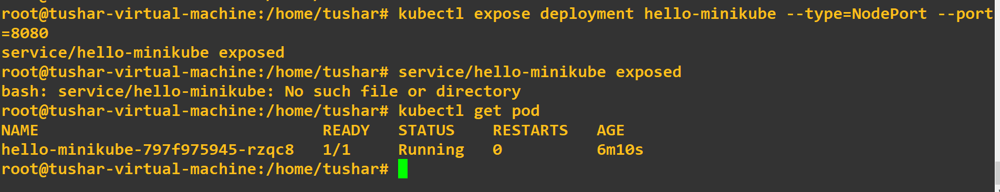 root@tushar-virtual-machine:/home/tushar# kubectl expose deployment hello-minikube --type=NodePort --port
=8080
service/hello-minikube exposed
root@tushar-virtual-machine:/home/tushar# service/hello-minikube exposed
bash: service/hello-minikube: No such file or directory
root@tushar-virtual-machine:/home/tushar# kubectl get pod
NAME                              READY   STATUS    RESTARTS   AGE
hello-minikube-797f975945-rzqc8   1/1     Running   0          6m10s
root@tushar-virtual-machine:/home/tushar#